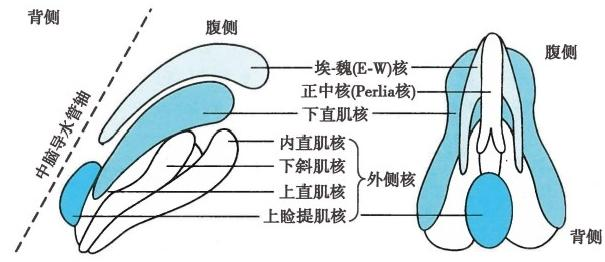 背侧
腹侧
中脑导水管轴
埃-魏(E-W)核
正中核(Perlia核)
下直肌核
内直肌核
下斜肌核
上直肌核
上睑提肌核
外侧核
腹侧
背侧